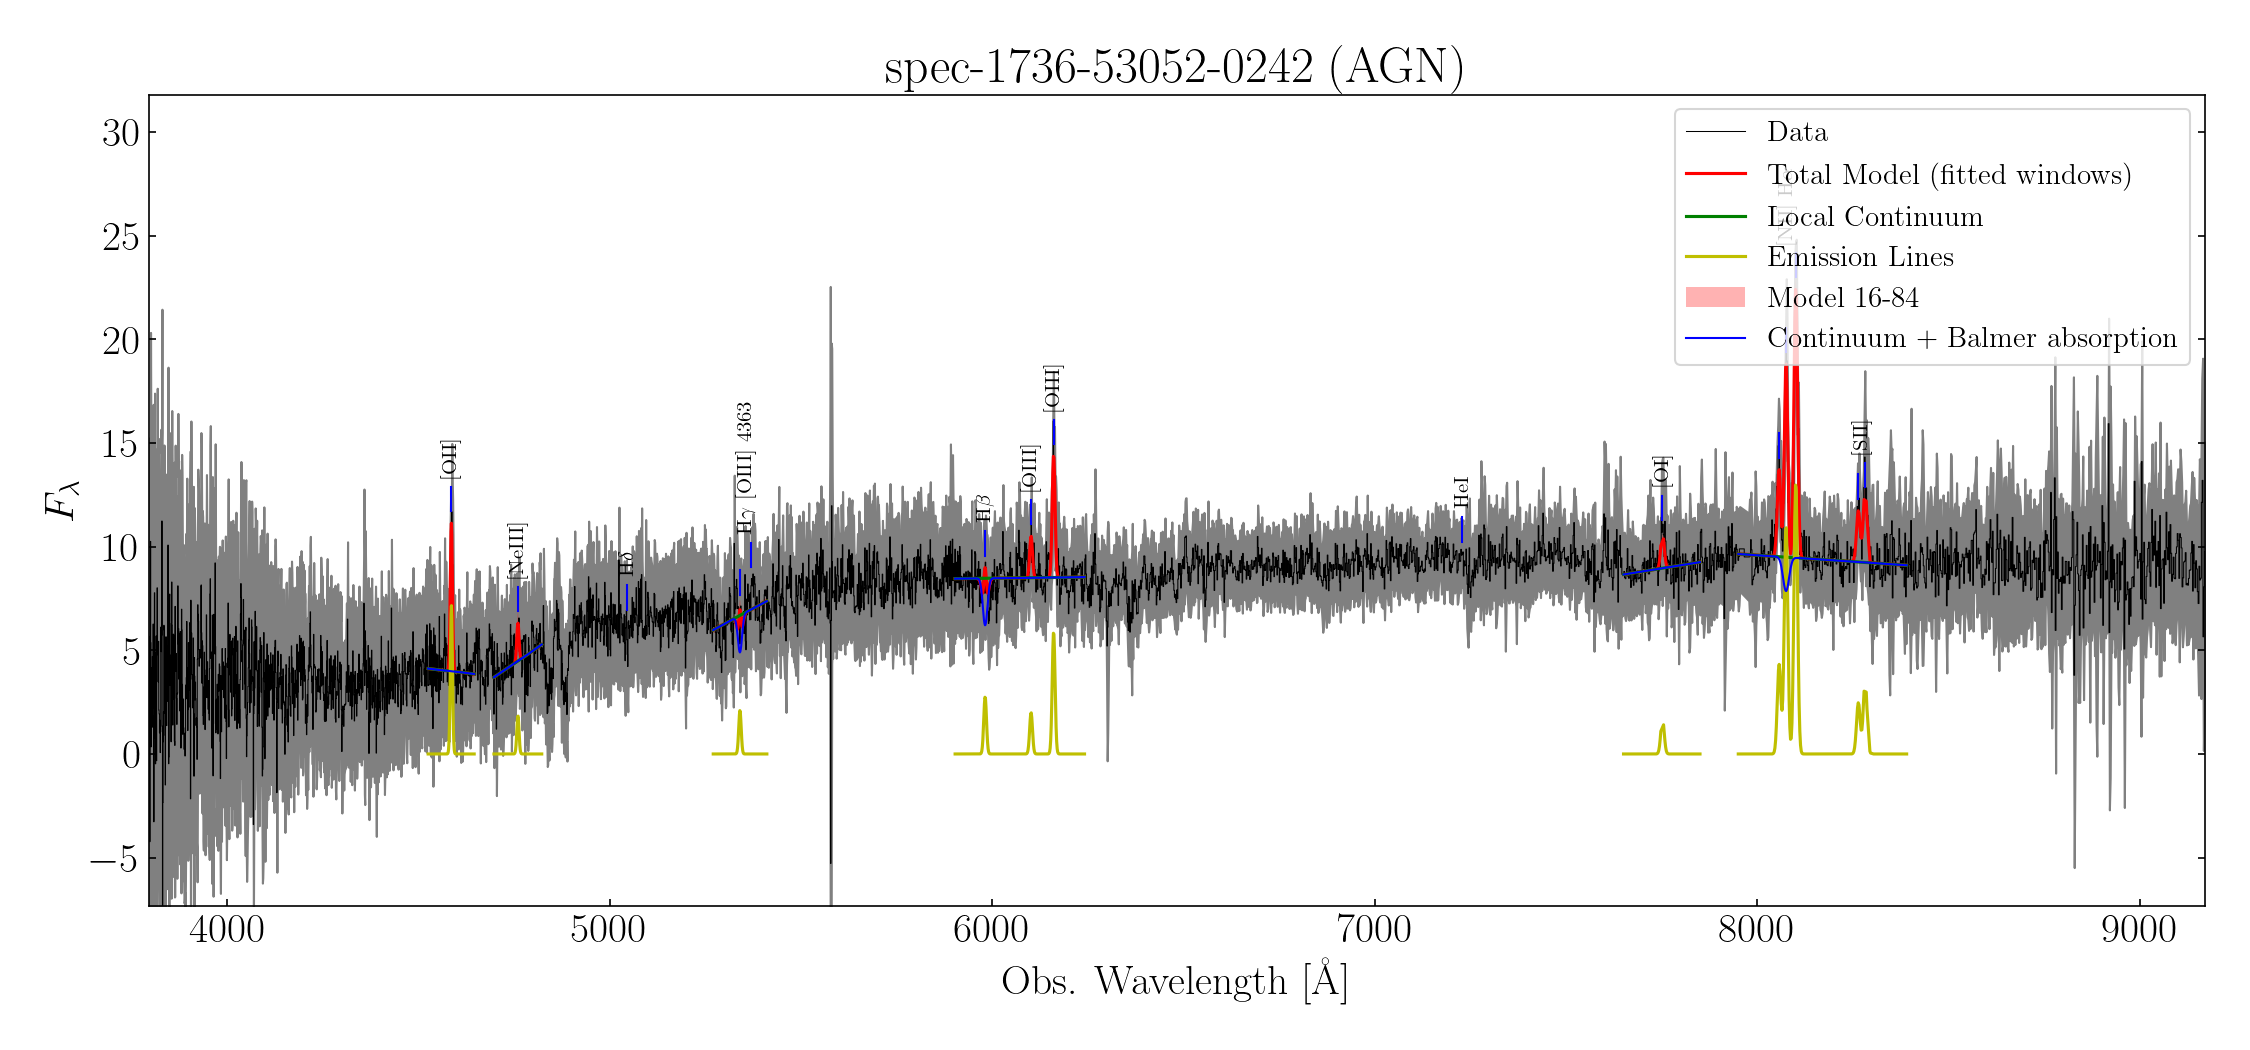 spec-1736-53052-0242 (AGN)
Data
Total Model (fitted windows)
Local Continuum
Emission Lines
Model 16-84
Continuum + Balmer absorption
30
25
20
15
10
5
0
−5
Fλ
[OII]
[NeIII]
Hδ
Hγ
[OIII] 4363
Hβ
[OIII]
[OIII]
HeI
[OI]
[NII]
[SII]
4000
5000
6000
7000
8000
9000
Obs. Wavelength [Å]